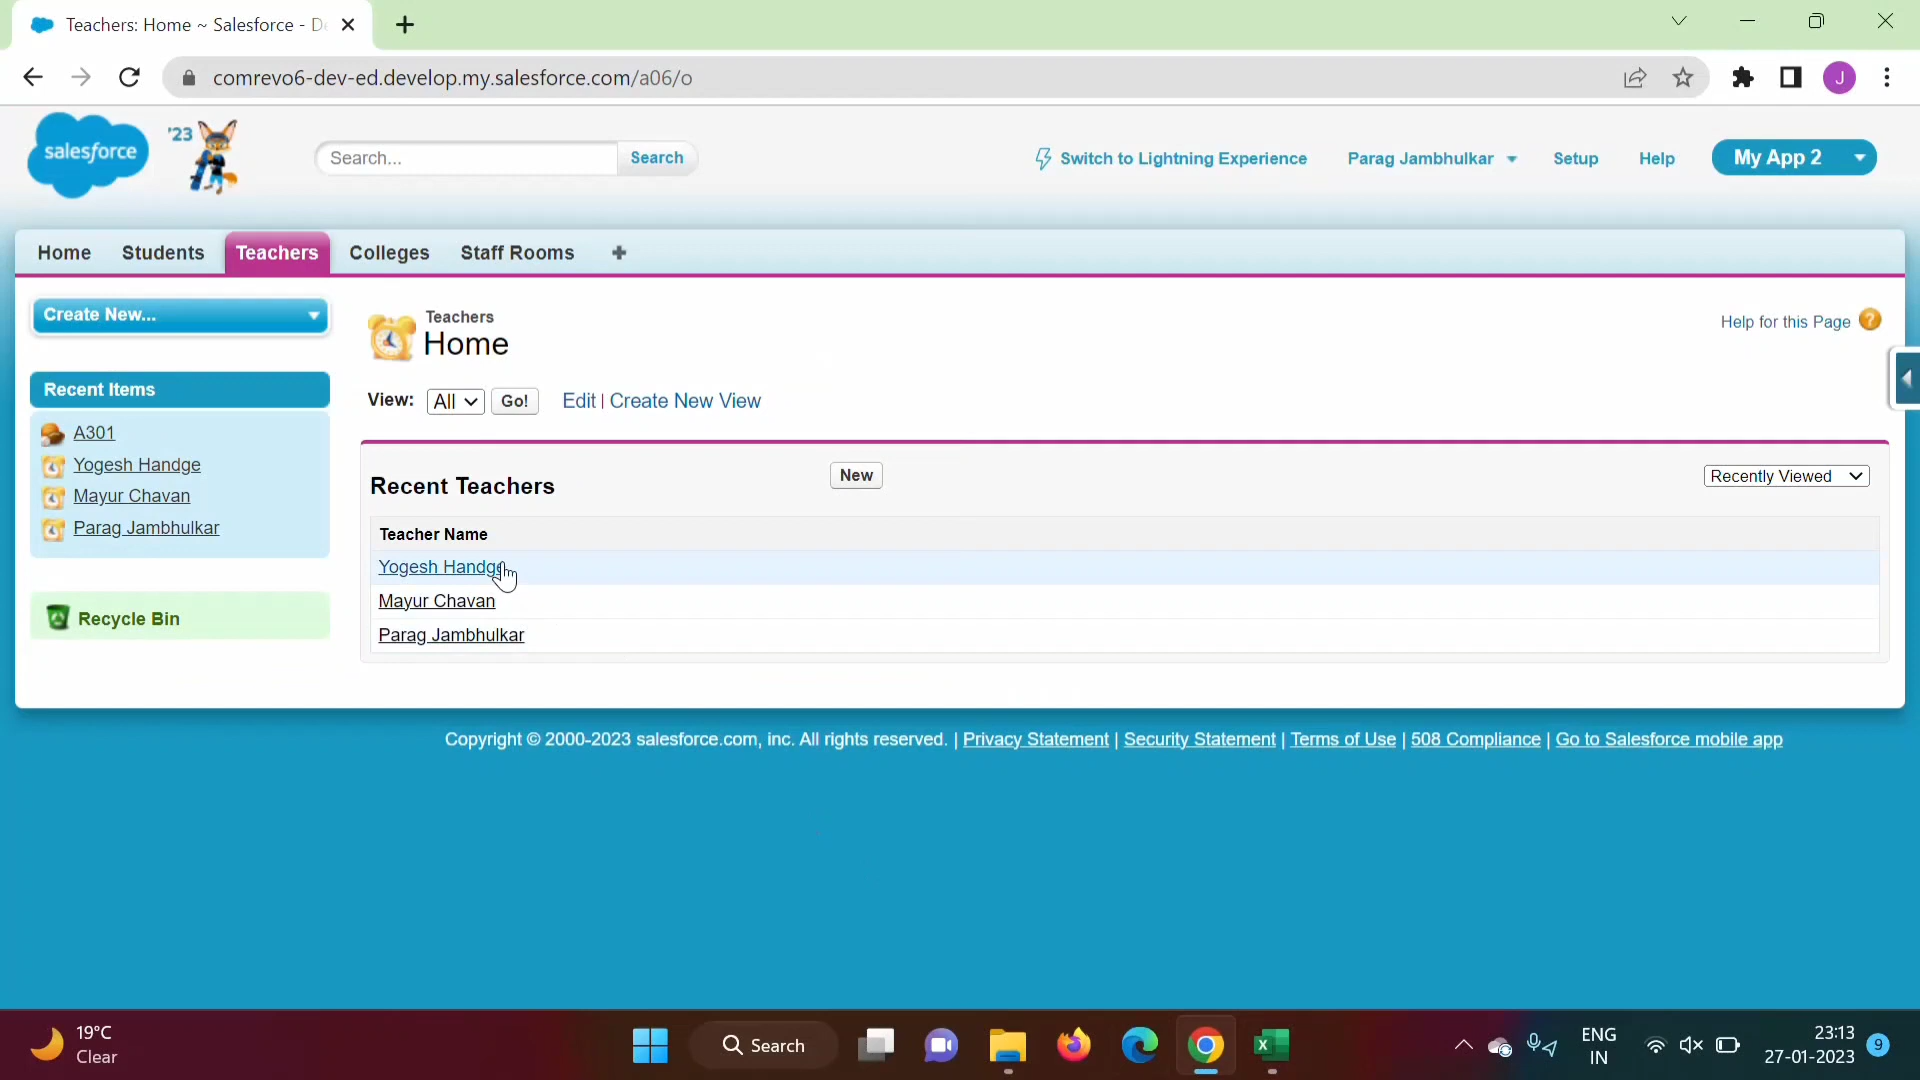 Teachers: Home ~ Salesforce - D
comrevo6-dev-ed.develop.my.salesforce.com/a06/o
J
salesforce
'23
Search...
Search
Switch to Lightning Experience
Parag Jambhulkar
Setup
Help
My App 2
Home
Students
Teachers
Colleges
Staff Rooms
Create New...
Teachers
Home
Help for this Page
View:
All
Go!
Edit | Create New View
Recent Items
A301
Yogesh Handge
Mayur Chavan
Parag Jambhulkar
Recycle Bin
Recent Teachers
New
Recently Viewed
Teacher Name
Yogesh Handge
Mayur Chavan
Parag Jambhulkar
Copyright © 2000-2023 salesforce.com, inc. All rights reserved. | Privacy Statement | Security Statement | Terms of Use | 508 Compliance | Go to Salesforce mobile app
19°C
Clear
Search
ENG
IN
23:13
27-01-2023
9